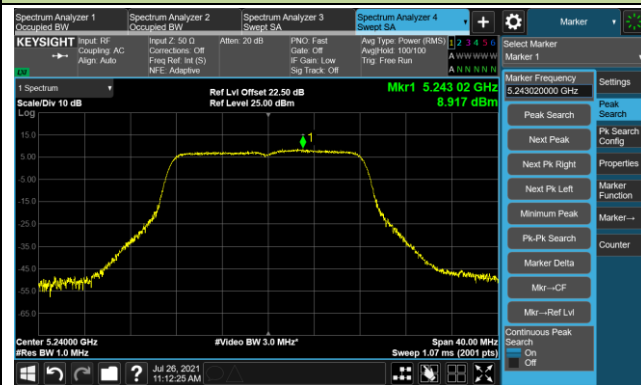 Spectrum Analyzer 1
Occupied BW
Spectrum Analyzer 2
Occupied BW
Spectrum Analyzer 3
Swept SA
Spectrum Analyzer 4
Swept SA
Marker
KEYSIGHT
Input: RF
Coupling: AC
Align: Auto
Input Z: 50 Ω
Corrections: Off
Freq Ref: Int (S)
NFE: Adaptive
Atten: 20 dB
PNO: Fast
Gate: Off
IF Gain: Low
Sig Track: Off
Avg Type: Power (RMS)
Avg|Hold: 100/100
Trig: Free Run
1 2 3 4 5 6
A W W W W W
A N N N N N
Select Marker
Marker 1
1 Spectrum
Scale/Div 10 dB
Log
Ref Lvl Offset 22.50 dB
Ref Level 25.00 dBm
Mkr1 5.243 02 GHz
8.917 dBm
15.0
5.00
-5.00
-15.0
-25.0
-35.0
-45.0
-55.0
-65.0
1
Center 5.24000 GHz
#Res BW 1.0 MHz
#Video BW 3.0 MHz*
Span 40.00 MHz
Sweep 1.07 ms (2001 pts)
Marker Frequency
5.243020000 GHz
Peak Search
Next Peak
Next Pk Right
Next Pk Left
Minimum Peak
Pk-Pk Search
Marker Delta
Mkr→CF
Mkr→Ref Lvl
Continuous Peak
Search
On
Off
Settings
Peak
Search
Pk Search
Config
Properties
Marker
Function
Marker→
Counter
Jul 26, 2021
11:12:25 AM